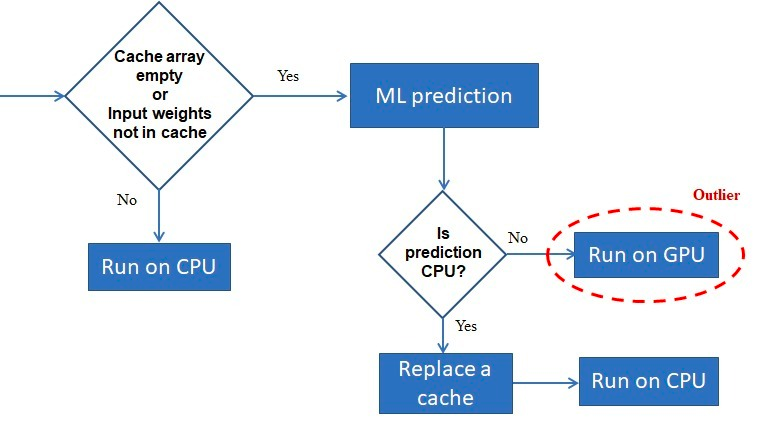 Cache array
empty
or
Input weights
not in cache
Yes
ML prediction
No
Run on CPU
Is
prediction
CPU?
No
Outlier
Run on GPU
Yes
Replace a
cache
Run on CPU